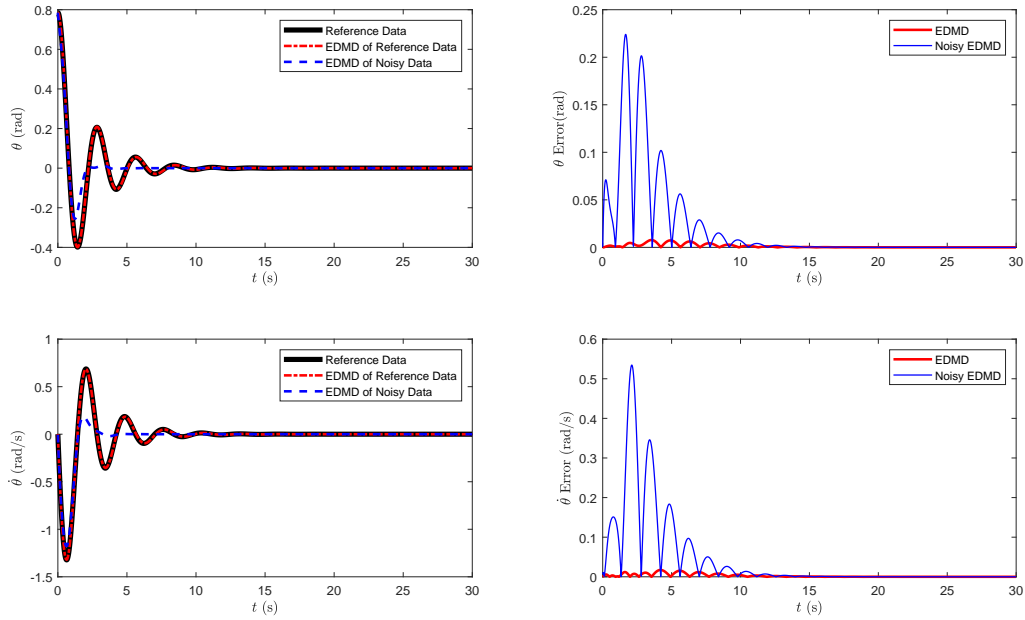 0.8
0.6
0.4
0.2
0
-0.2
-0.4
θ (rad)
0 5 10 15 20 25 30
t (s)
Reference Data
EDMD of Reference Data
EDMD of Noisy Data
0.25
0.2
0.15
0.1
0.05
0
θ Error(rad)
0 5 10 15 20 25 30
t (s)
EDMD
Noisy EDMD
1
0.5
0
-0.5
-1
-1.5
θ̇ (rad/s)
0 5 10 15 20 25 30
t (s)
Reference Data
EDMD of Reference Data
EDMD of Noisy Data
0.6
0.5
0.4
0.3
0.2
0.1
0
θ̇ Error (rad/s)
0 5 10 15 20 25 30
t (s)
EDMD
Noisy EDMD